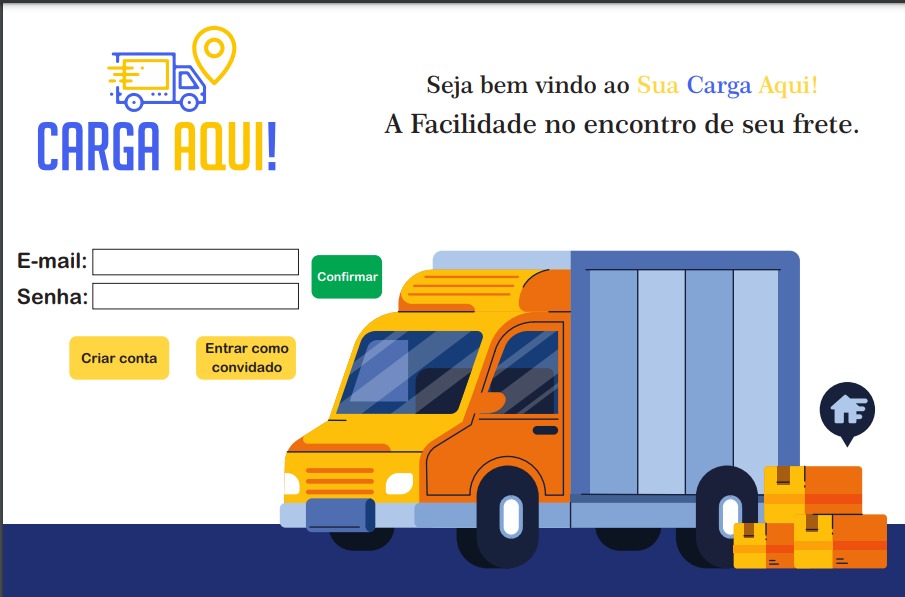 CARGA AQUI!
Seja bem vindo ao Sua Carga Aqui!
A Facilidade no encontro de seu frete.
E-mail:
Confirmar
Senha:
Criar conta
Entrar como
convidado